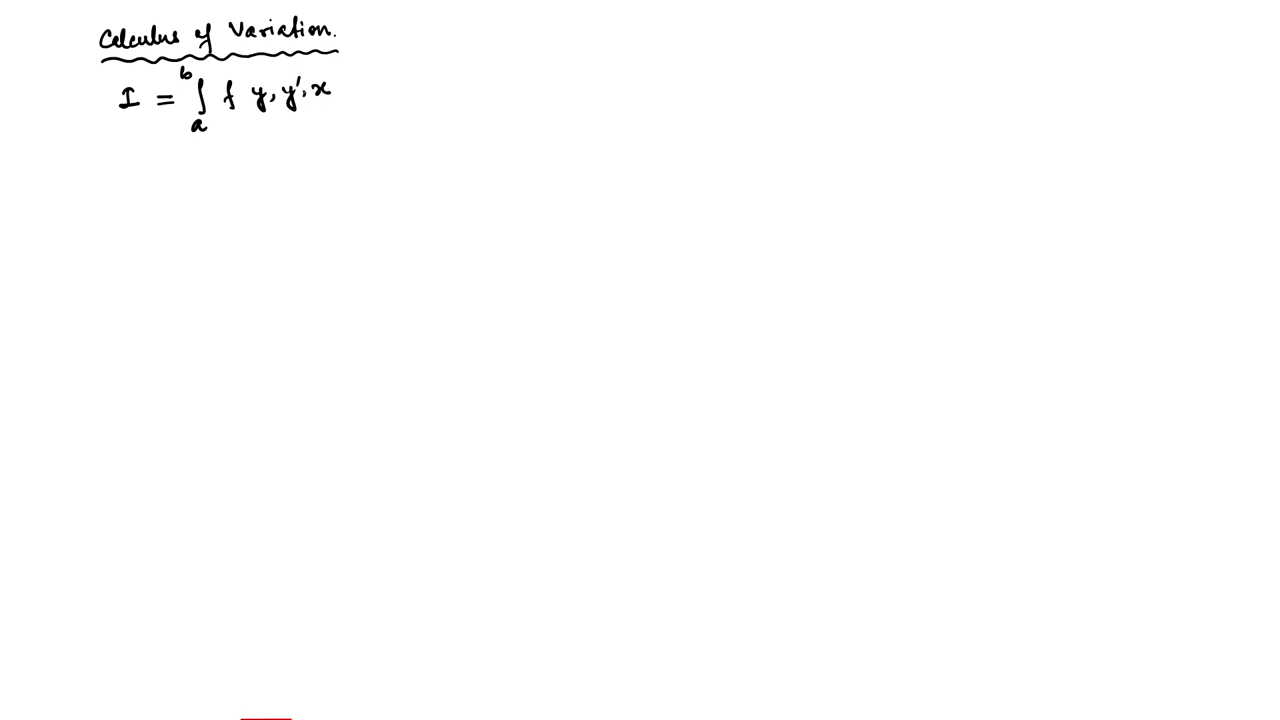 Calculus of Variation.
I = ∫_a^b f y, y', x